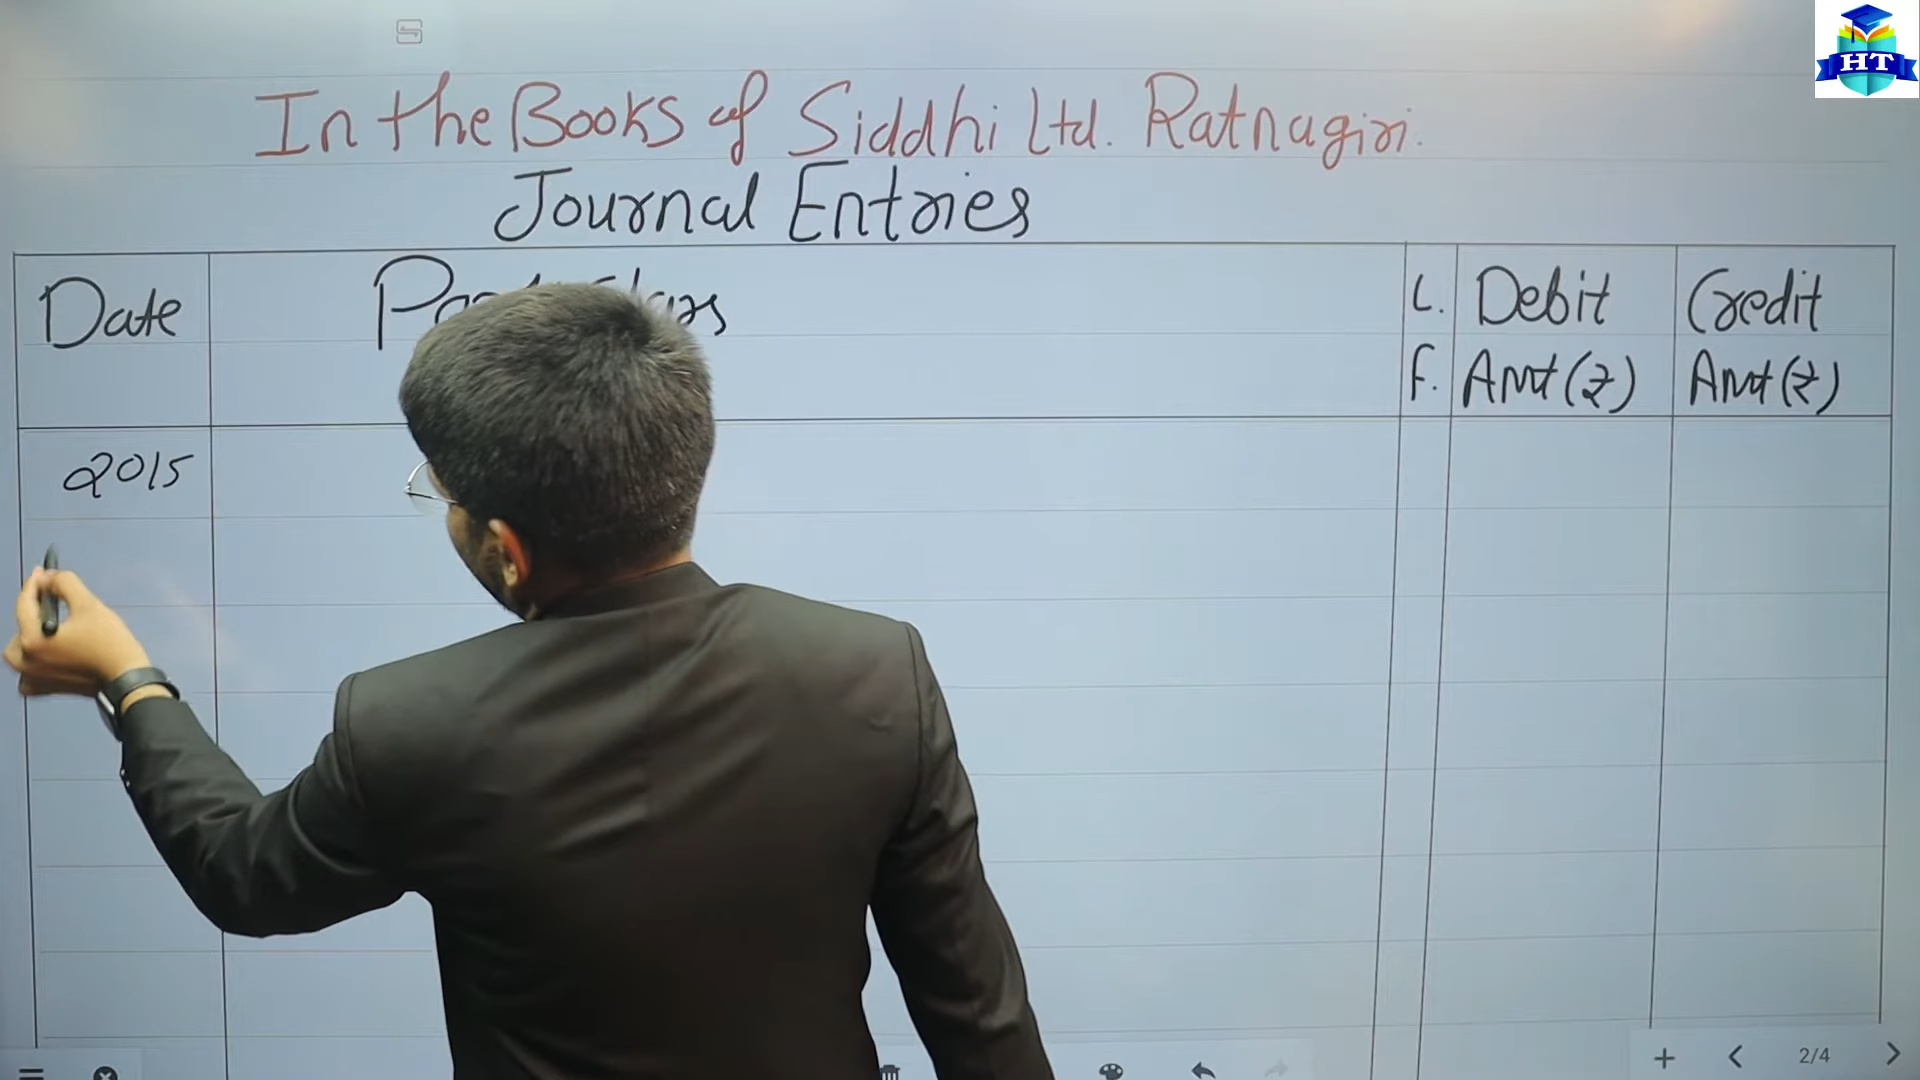 HT
In the Books of Siddhi Ltd. Ratnagiri.
Journal Entries
Date L. Debit Credit
F. Amt (₹) Amt (₹)
2015
2/4